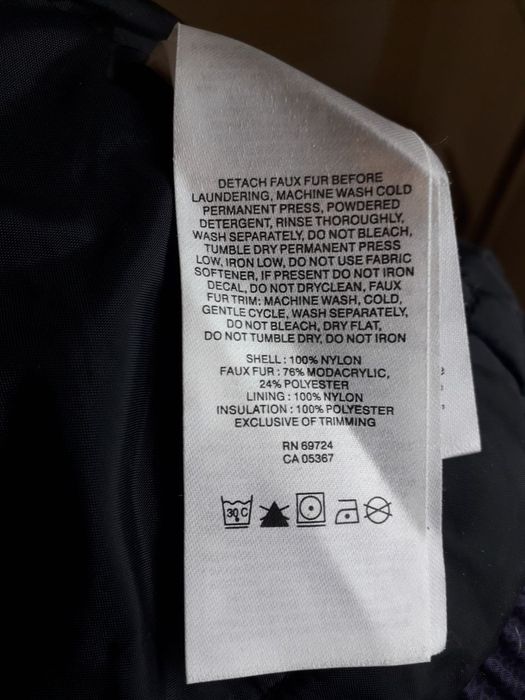 DETACH FAUX FUR BEFORE
LAUNDERING, MACHINE WASH COLD
PERMANENT PRESS, POWDERED
DETERGENT, RINSE THOROUGHLY,
WASH SEPARATELY, DO NOT BLEACH,
TUMBLE DRY PERMANENT PRESS
LOW, IRON LOW, DO NOT USE FABRIC
SOFTENER, IF PRESENT DO NOT IRON
DECAL, DO NOT DRYCLEAN, FAUX
FUR TRIM: MACHINE WASH, COLD,
GENTLE CYCLE, WASH SEPARATELY,
DO NOT BLEACH, DRY FLAT,
DO NOT TUMBLE DRY, DO NOT IRON
SHELL : 100% NYLON
FAUX FUR : 76% MODACRYLIC,
24% POLYESTER
LINING : 100% NYLON
INSULATION : 100% POLYESTER
EXCLUSIVE OF TRIMMING
RN 69724
CA 05367
30C